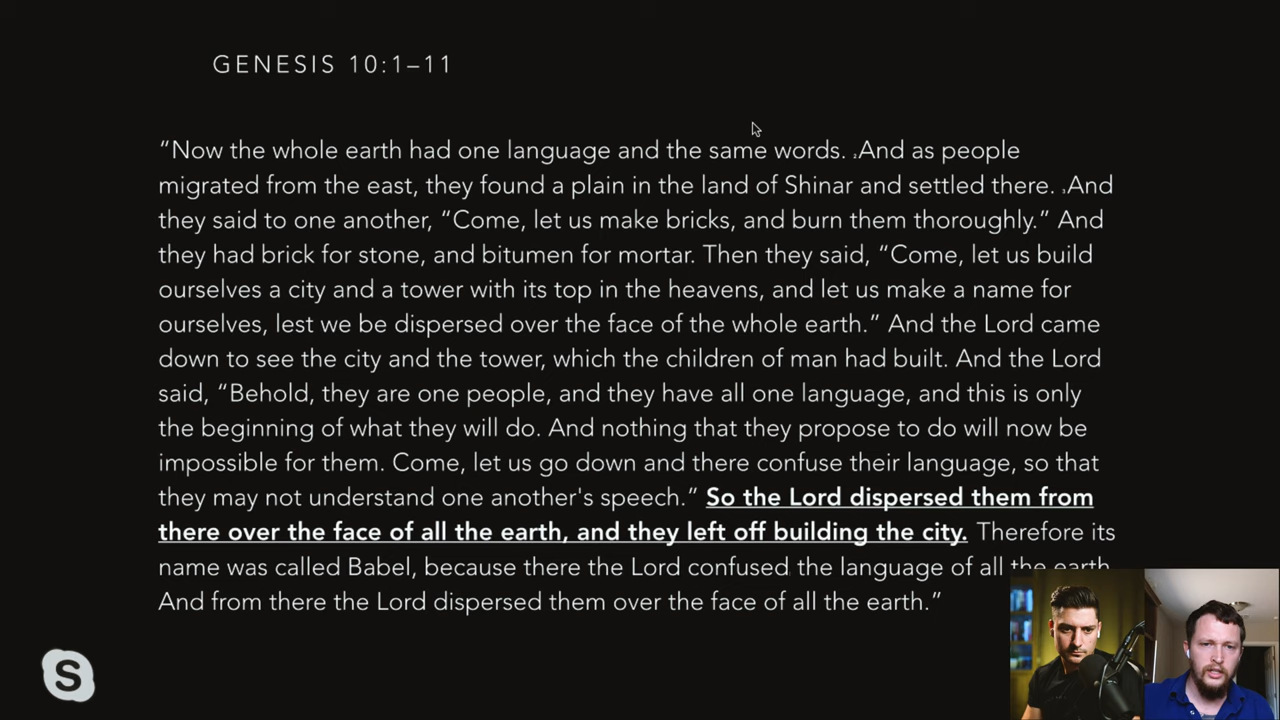 GENESIS 10:1–11
“Now the whole earth had one language and the same words. And as people
migrated from the east, they found a plain in the land of Shinar and settled there. And
they said to one another, “Come, let us make bricks, and burn them thoroughly.” And
they had brick for stone, and bitumen for mortar. Then they said, “Come, let us build
ourselves a city and a tower with its top in the heavens, and let us make a name for
ourselves, lest we be dispersed over the face of the whole earth.” And the Lord came
down to see the city and the tower, which the children of man had built. And the Lord
said, “Behold, they are one people, and they have all one language, and this is only
the beginning of what they will do. And nothing that they propose to do will now be
impossible for them. Come, let us go down and there confuse their language, so that
they may not understand one another's speech.” So the Lord dispersed them from
there over the face of all the earth, and they left off building the city. Therefore its
name was called Babel, because there the Lord confused the language of all the earth
And from there the Lord dispersed them over the face of all the earth.”
S